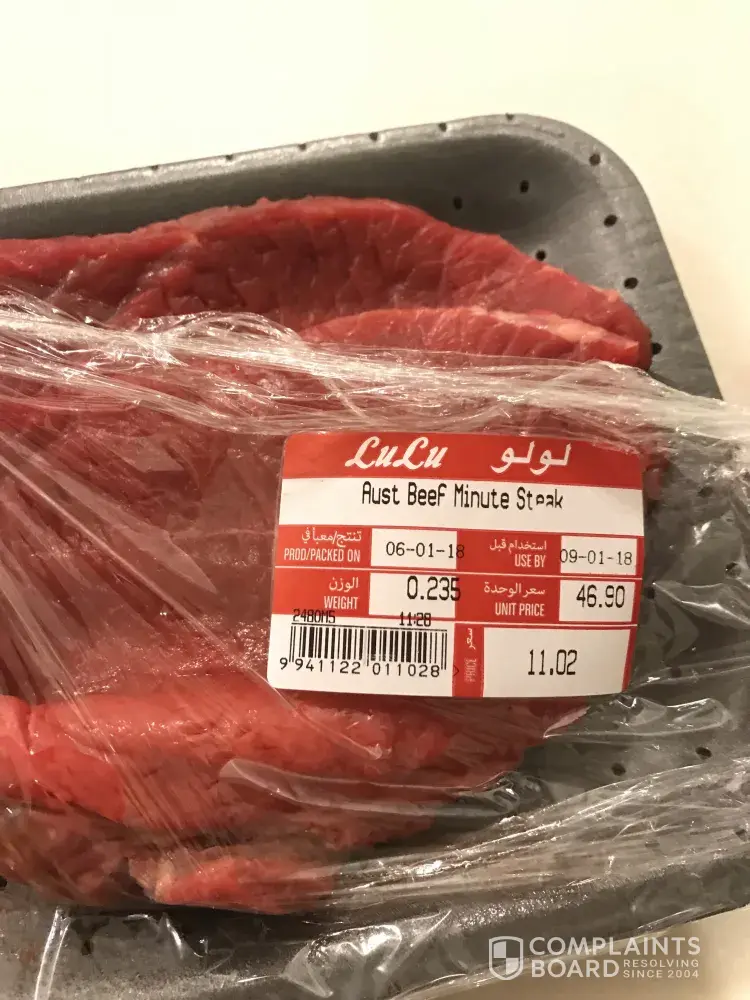 LuLu لولو
Aust Beef Minute Steak
تنتج/معبأ في
PROD/PACKED ON
06-01-18
استخدام قبل
USE BY
09-01-18
الوزن
WEIGHT
0.235
سعر الوحدة
UNIT PRICE
46.90
2480M5 11:28
9 941122 011028
سعر
PRICE
11.02
COMPLAINTS
BOARD RESOLVING
SINCE 2004